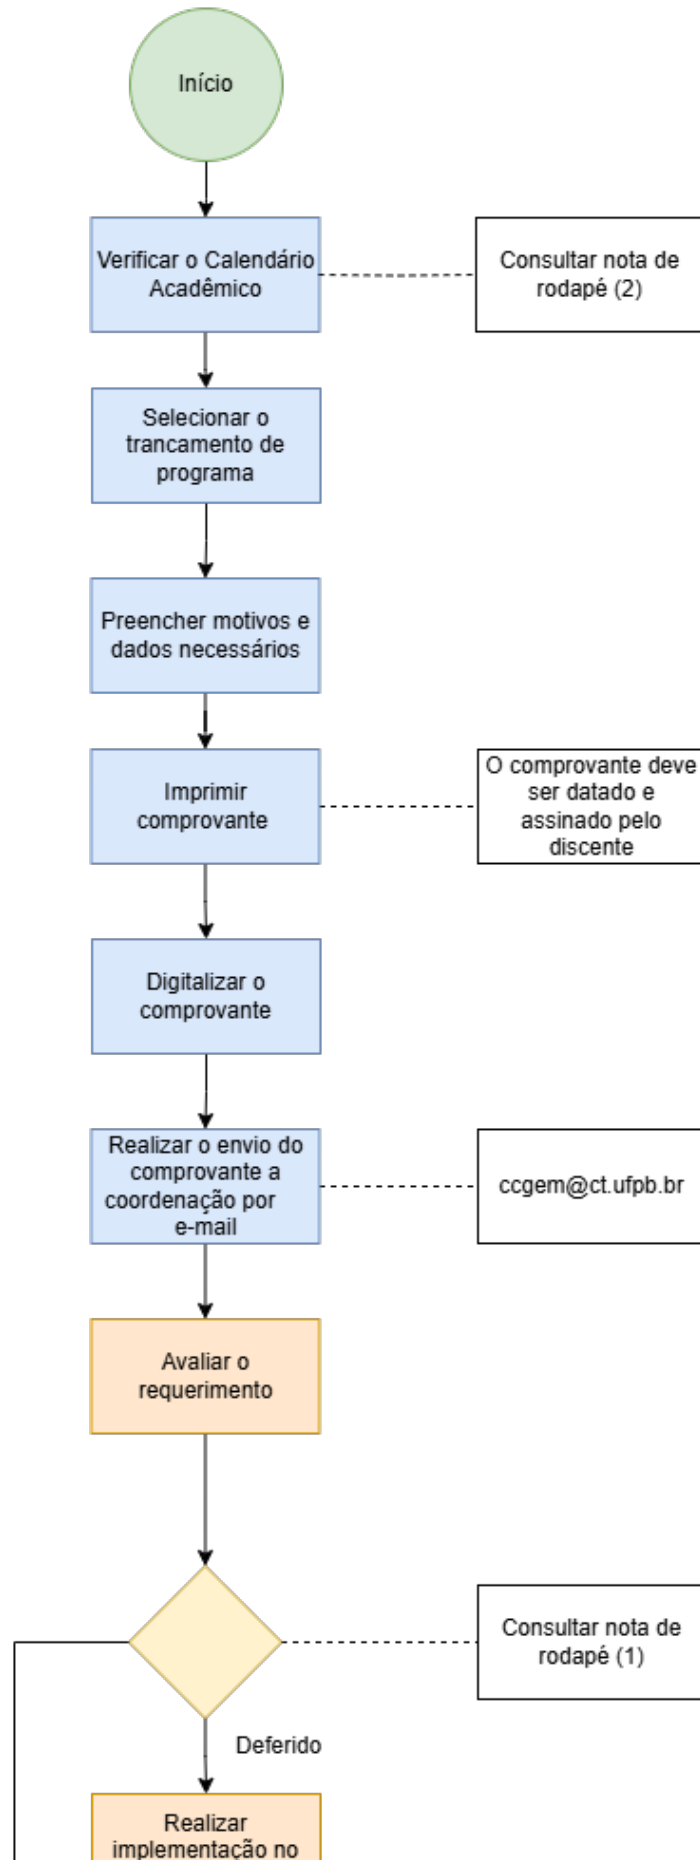 Início
Verificar o Calendário
Acadêmico
Consultar nota de
rodapé (2)
Selecionar o
trancamento de
programa
Preencher motivos e
dados necessários
Imprimir
comprovante
O comprovante deve
ser datado e
assinado pelo
discente
Digitalizar o
comprovante
Realizar o envio do
comprovante a
coordenação por
e-mail
ccgem@ct.ufpb.br
Avaliar o
requerimento
Consultar nota de
rodapé (1)
Deferido
Realizar
implementação no